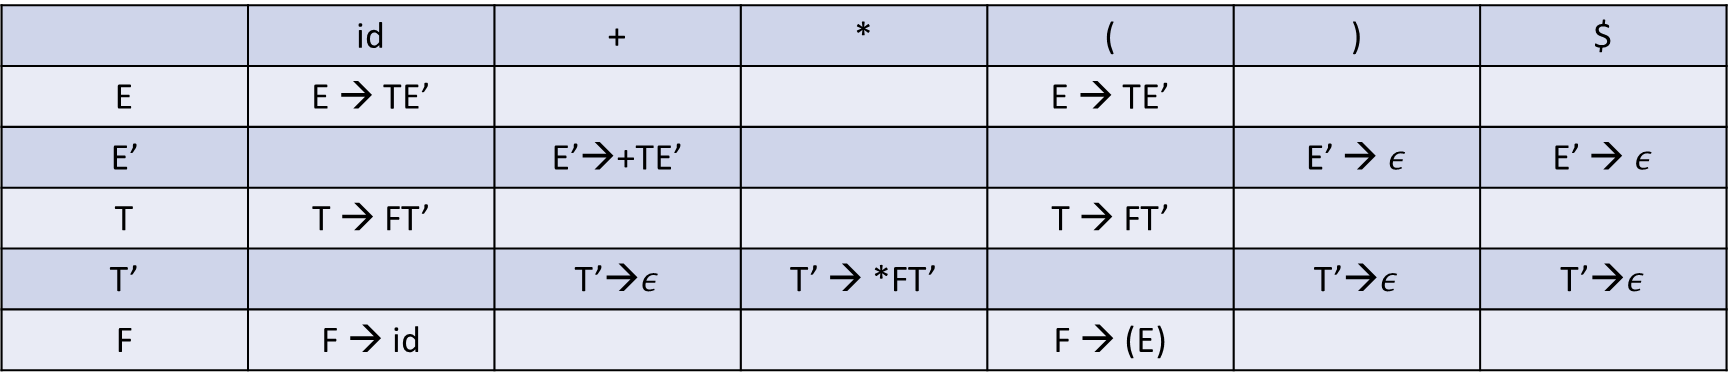 id + * ( ) $
E E → TE’ E → TE’
E’ E’→+TE’ E’ → ϵ E’ → ϵ
T T → FT’ T → FT’
T’ T’→ϵ T’ → *FT’ T’→ϵ T’→ϵ
F F → id F → (E)